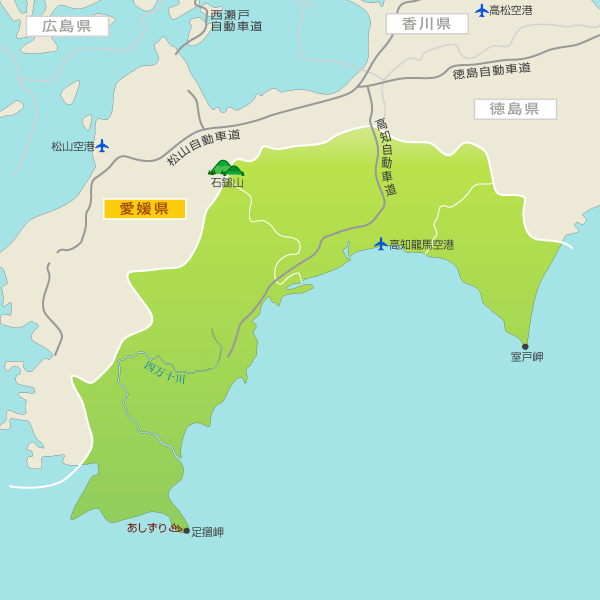 高松空港
西瀬戸
自動車道
広島県
香川県
徳島自動車道
徳島県
高知自動車道
松山自動車道
松山空港
石鎚山
愛媛県
高知龍馬空港
室戸岬
四万十川
あしずり
足摺岬